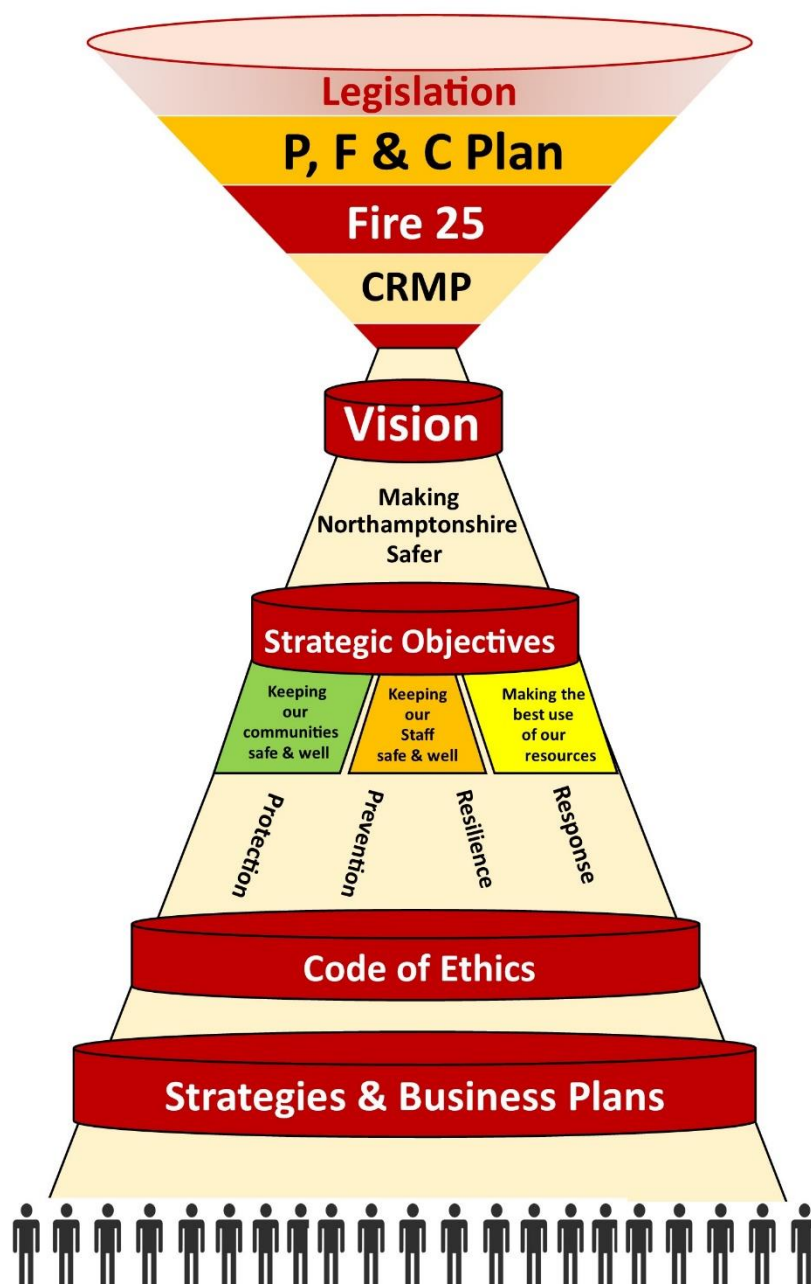 Legislation
P, F & C Plan
Fire 25
CRMP
Vision
Making
Northamptonshire
Safer
Strategic Objectives
Keeping
our
communities
safe & well
Keeping
our
Staff
safe & well
Making the
best use
of our
resources
Protection
Prevention
Resilience
Response
Code of Ethics
Strategies & Business Plans